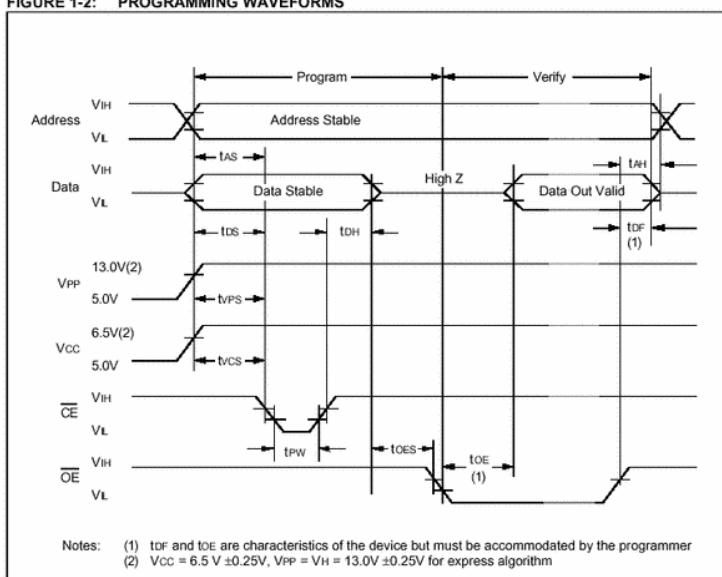 FIGURE 1-2: PROGRAMMING WAVEFORMS
Program
Verify
Address
VIH
VIL
Address Stable
tAS
tAH
Data
VIH
VIL
Data Stable
High Z
Data Out Valid
tDS
tDH
tDF
(1)
VPP
13.0V(2)
5.0V
tVPS
VCC
6.5V(2)
5.0V
tVCS
CE
VIH
VIL
tPW
tOES
tOE
(1)
OE
VIH
VIL
Notes: (1) tDF and tOE are characteristics of the device but must be accommodated by the programmer
(2) VCC = 6.5 V ±0.25V, VPP = VH = 13.0V ±0.25V for express algorithm